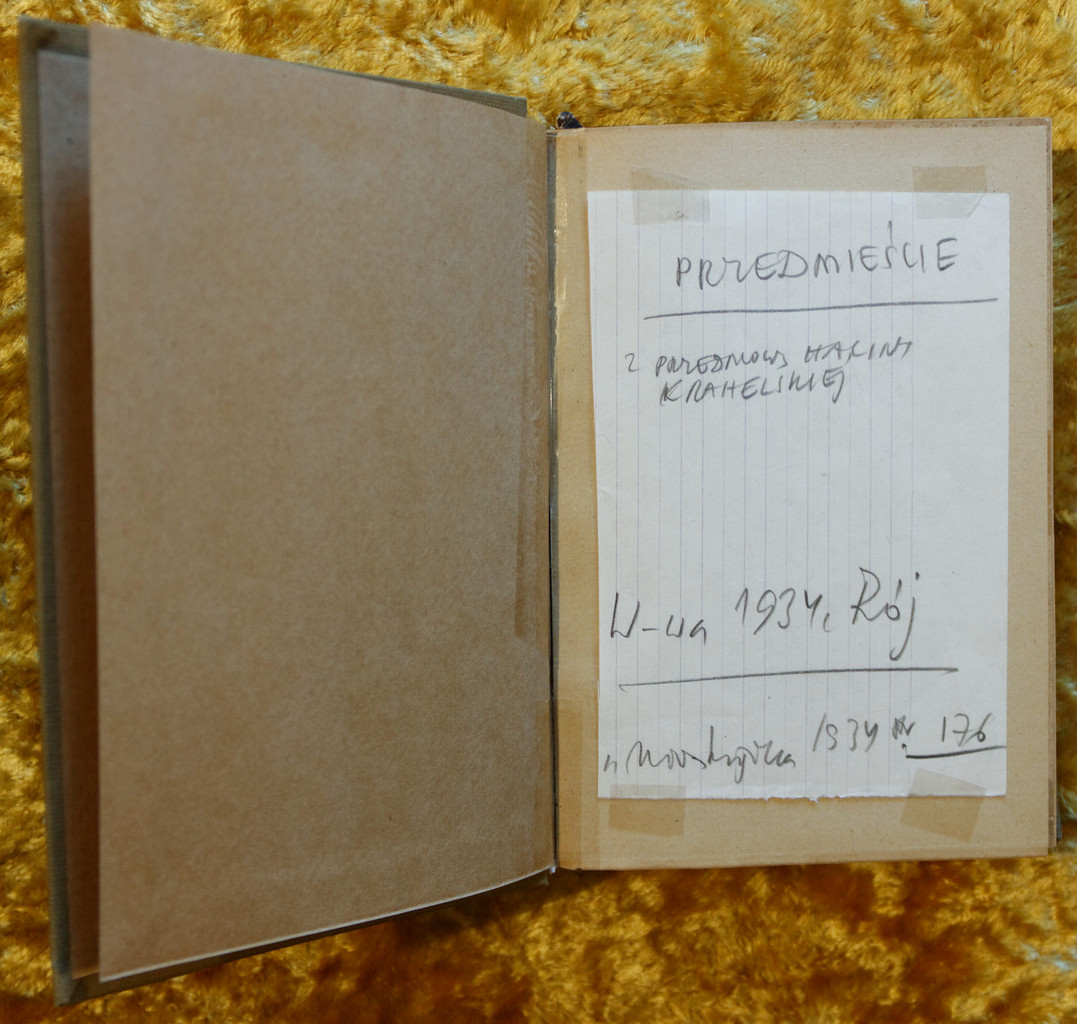 PRZEDMIEŚCIE
Z PRZEDMOWĄ HALINY
KRAHELSKIEJ
W-wa 1934, Rój
1934 nr 176